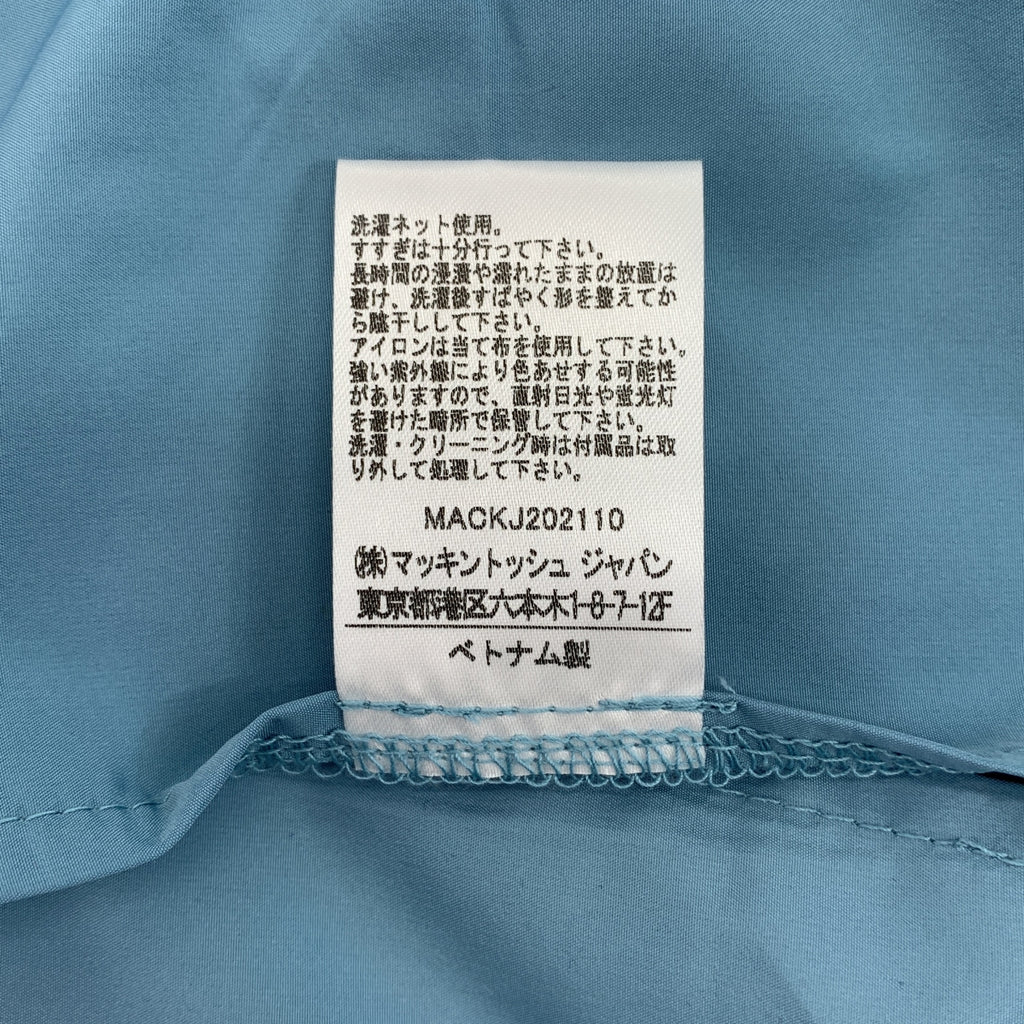 洗濯ネット使用。
すすぎは十分行って下さい。
長時間の浸漬や濡れたままの放置は
避け、洗濯後すばやく形を整えてか
ら陰干しして下さい。
アイロンは当て布を使用して下さい。
強い紫外線により色あせする可能性
がありますので、直射日光や蛍光灯
を避けた暗所で保管して下さい。
洗濯・クリーニング時は付属品は取
り外して処理して下さい。
MACKJ202110
㈱マッキントッシュ ジャパン
東京都港区六本木1-8-7-12F
ベトナム製